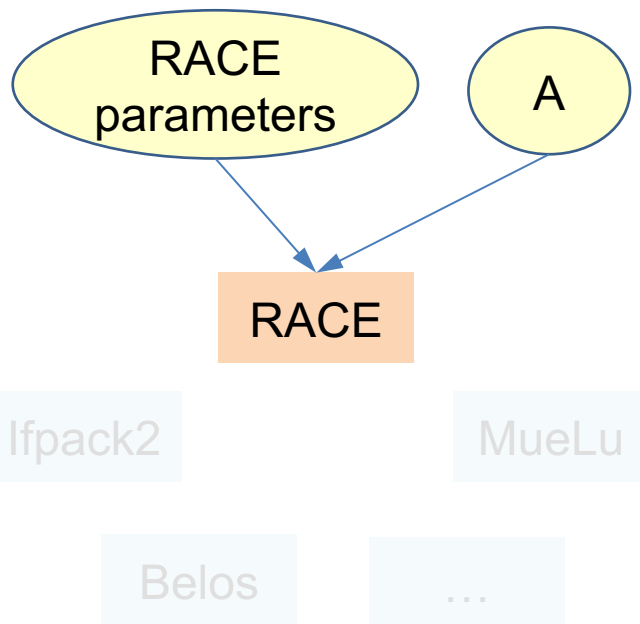 RACE
parameters
A
RACE
Ifpack2
MueLu
Belos
...